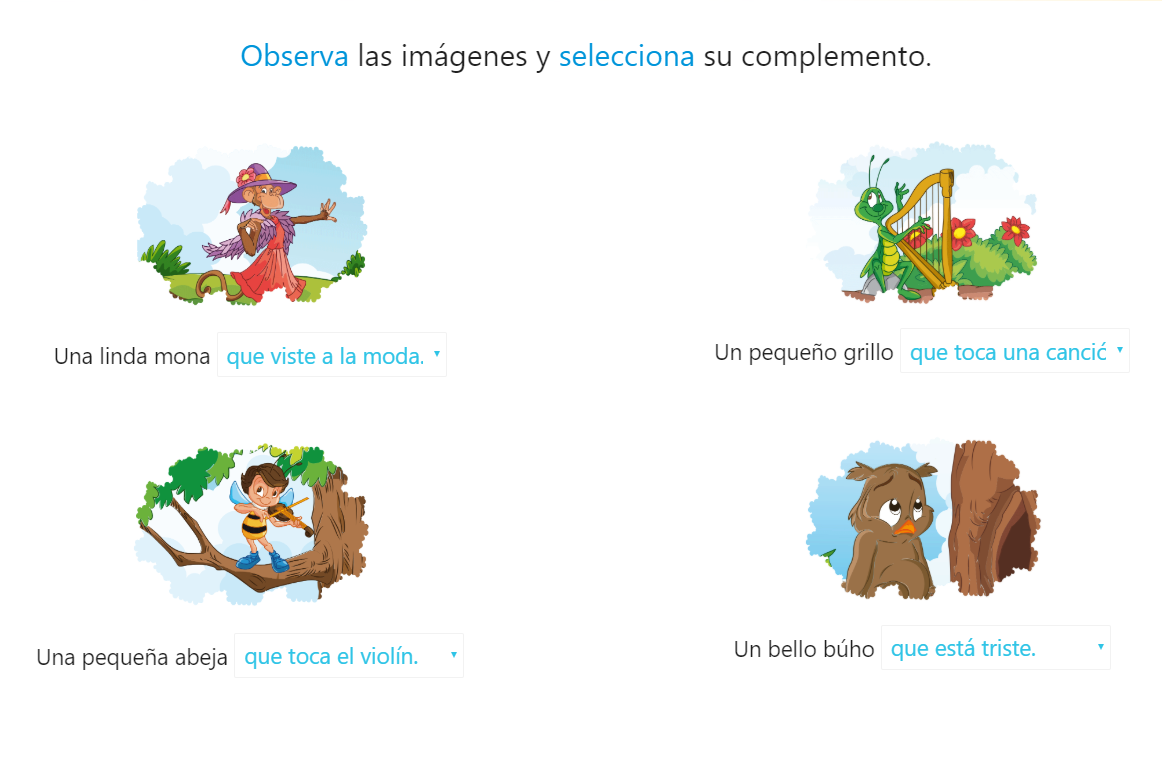 Observa las imágenes y selecciona su complemento.
Una linda mona que viste a la moda.
Un pequeño grillo que toca una canció
Una pequeña abeja que toca el violín.
Un bello búho que está triste.